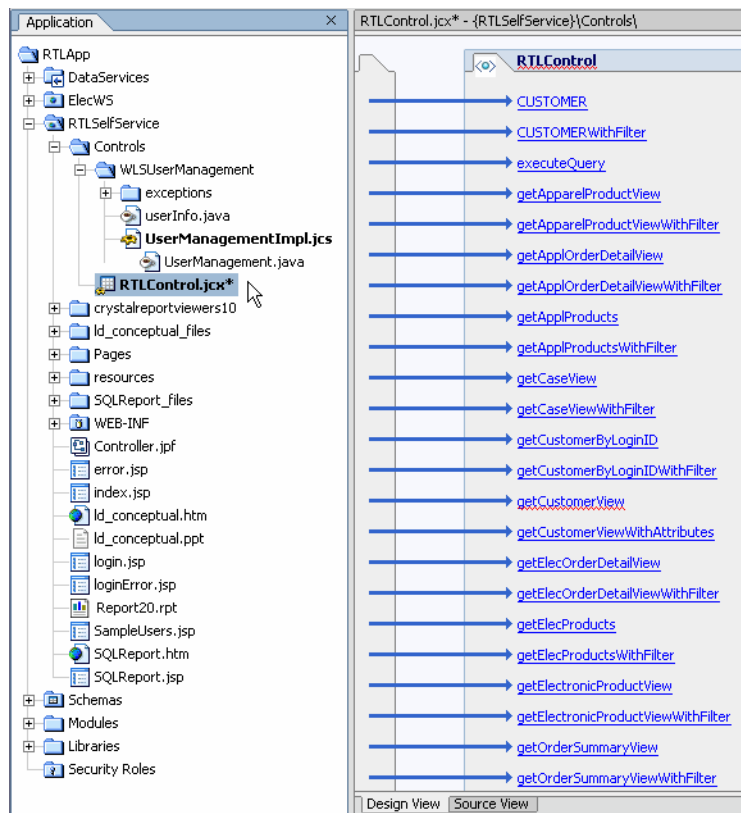 Application
RTLApp
DataServices
ElecWS
RTLSelfService
Controls
WLSUserManagement
exceptions
userInfo.java
UserManagementImpl.jcs
UserManagement.java
RTLControl.jcx*
crystalreportviewers10
ld_conceptual_files
Pages
resources
SQLReport_files
WEB-INF
Controller.jpf
error.jsp
index.jsp
ld_conceptual.htm
ld_conceptual.ppt
login.jsp
loginError.jsp
Report20.rpt
SampleUsers.jsp
SQLReport.htm
SQLReport.jsp
Schemas
Modules
Libraries
Security Roles
RTLControl.jcx* - {RTLSelfService}\Controls\
RTLControl
CUSTOMER
CUSTOMERWithFilter
executeQuery
getApparelProductView
getApparelProductViewWithFilter
getApplOrderDetailView
getApplOrderDetailViewWithFilter
getApplProducts
getApplProductsWithFilter
getCaseView
getCaseViewWithFilter
getCustomerByLoginID
getCustomerByLoginIDWithFilter
getCustomerView
getCustomerViewWithAttributes
getElecOrderDetailView
getElecOrderDetailViewWithFilter
getElecProducts
getElecProductsWithFilter
getElectronicProductView
getElectronicProductViewWithFilter
getOrderSummaryView
getOrderSummaryViewWithFilter
Design View Source View